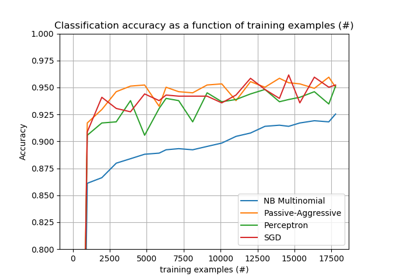 Classification accuracy as a function of training examples (#)
1.000
0.975
0.950
0.925
0.900
0.875
0.850
0.825
0.800
Accuracy
NB Multinomial
Passive-Aggressive
Perceptron
SGD
0 2500 5000 7500 10000 12500 15000 17500
training examples (#)